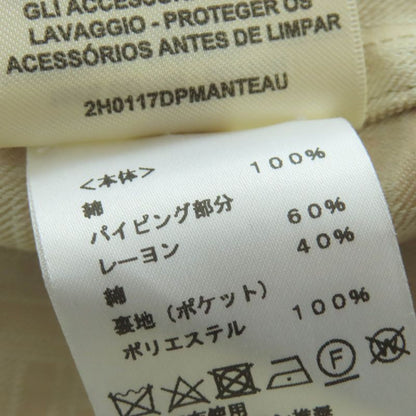 GLI ACCESSORI
LAVAGGIO - PROTEGER OS
ACESSÓRIOS ANTES DE LIMPAR
2H0117DPMANTEAU
＜本体＞
綿 100%
パイピング部分
レーヨン 60%
綿 40%
裏地（ポケット）
ポリエステル 100%